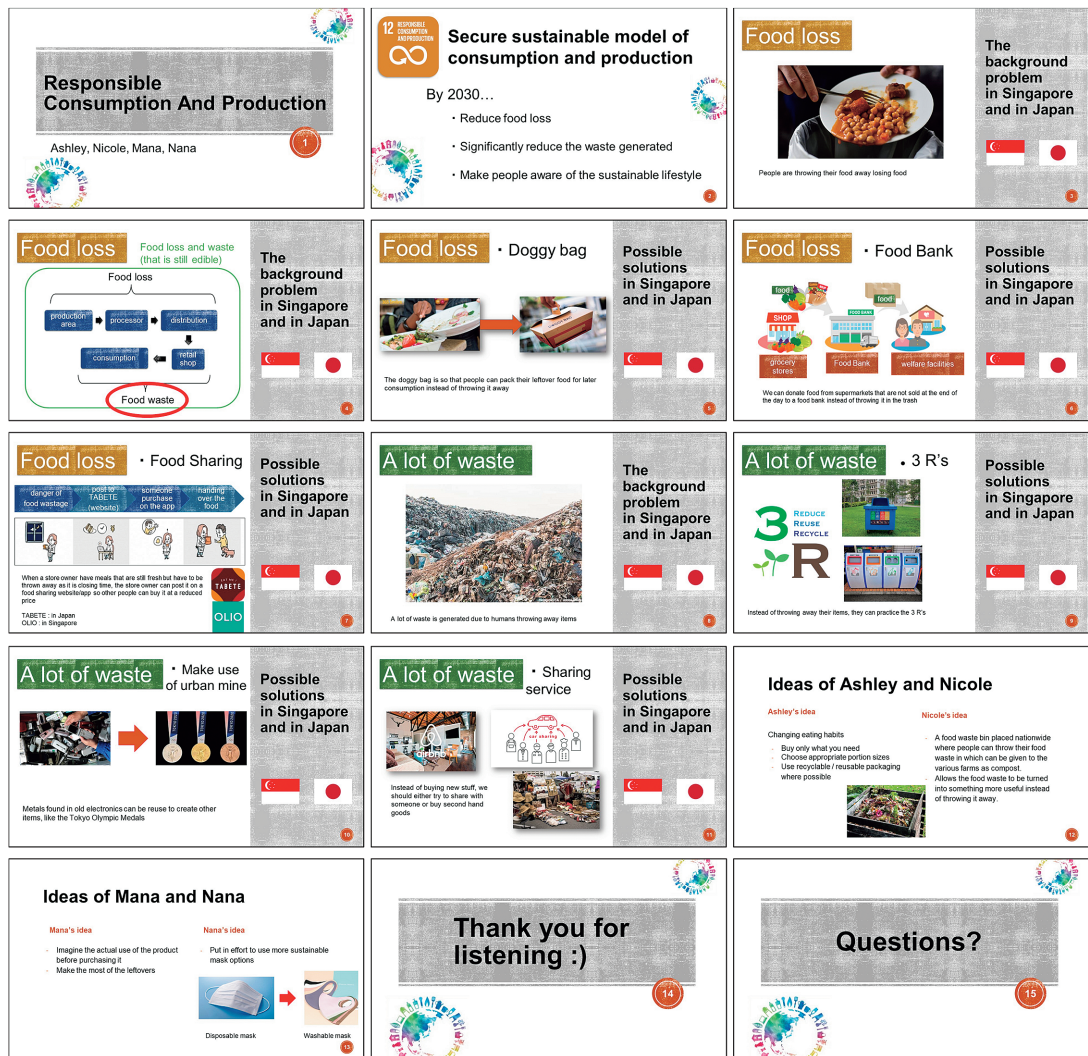 Responsible
Consumption And Production
Ashley, Nicole, Mana, Nana
1
12 RESPONSIBLE
CONSUMPTION
AND PRODUCTION
Secure sustainable model of
consumption and production
By 2030…
・Reduce food loss
・Significantly reduce the waste generated
・Make people aware of the sustainable lifestyle
2
Food loss
The
background
problem
in Singapore
and in Japan
People are throwing their food away losing food
3
Food loss
Food loss and waste
(that is still edible)
Food loss
production
area
processor
distribution
consumption
retail
shop
Food waste
The
background
problem
in Singapore
and in Japan
4
Food loss
・Doggy bag
Possible
solutions
in Singapore
and in Japan
The doggy bag is so that people can pack their leftover food for later
consumption instead of throwing it away
5
Food loss
・Food Bank
Possible
solutions
in Singapore
and in Japan
food
food
SHOP
FOOD BANK
grocery
stores
Food Bank
welfare facilities
We can donate food from supermarkets that are not sold at the end of
the day to a food bank instead of throwing it in the trash
6
Food loss
・Food Sharing
Possible
solutions
in Singapore
and in Japan
danger of
food wastage
post to
TABETE
(website)
someone
purchase
on the app
handing
over the
food
When a store owner have meals that are still fresh but have to be
thrown away as it is closing time, the store owner can post it on a
food sharing website/app so other people can buy it at a reduced
price
TABETE : in Japan
OLIO : in Singapore
TABETE
OLIO
7
A lot of waste
The
background
problem
in Singapore
and in Japan
A lot of waste is generated due to humans throwing away items
8
A lot of waste
・3 R's
Possible
solutions
in Singapore
and in Japan
3
REDUCE
REUSE
RECYCLE
R
Instead of throwing away their items, they can practice the 3 R's
9
A lot of waste
・Make use
of urban mine
Possible
solutions
in Singapore
and in Japan
Metals found in old electronics can be reuse to create other
items, like the Tokyo Olympic Medals
10
A lot of waste
・Sharing
service
Possible
solutions
in Singapore
and in Japan
airbnb
car sharing
Instead of buying new stuff, we
should either try to share with
someone or buy second hand
goods
11
Ideas of Ashley and Nicole
Ashley's idea
Changing eating habits
- Buy only what you need
- Choose appropriate portion sizes
- Use recyclable / reusable packaging
where possible
Nicole's idea
- A food waste bin placed nationwide
where people can throw their food
waste in which can be given to the
various farms as compost.
- Allows the food waste to be turned
into something more useful instead
of throwing it away.
12
Ideas of Mana and Nana
Mana's idea
- Imagine the actual use of the product
before purchasing it
- Make the most of the leftovers
Nana's idea
- Put in effort to use more sustainable
mask options
Disposable mask
Washable mask
13
Thank you for
listening :)
14
Questions?
15